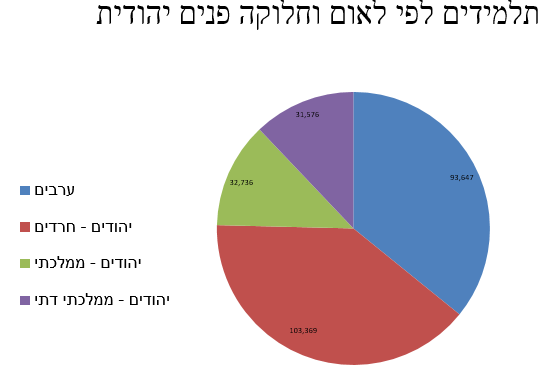 תלמידים לפי לאום וחלוקה פנים יהודית
31,576
93,647
32,736
103,369
ערבים
יהודים - חרדים
יהודים - ממלכתי
יהודים - ממלכתי דתי